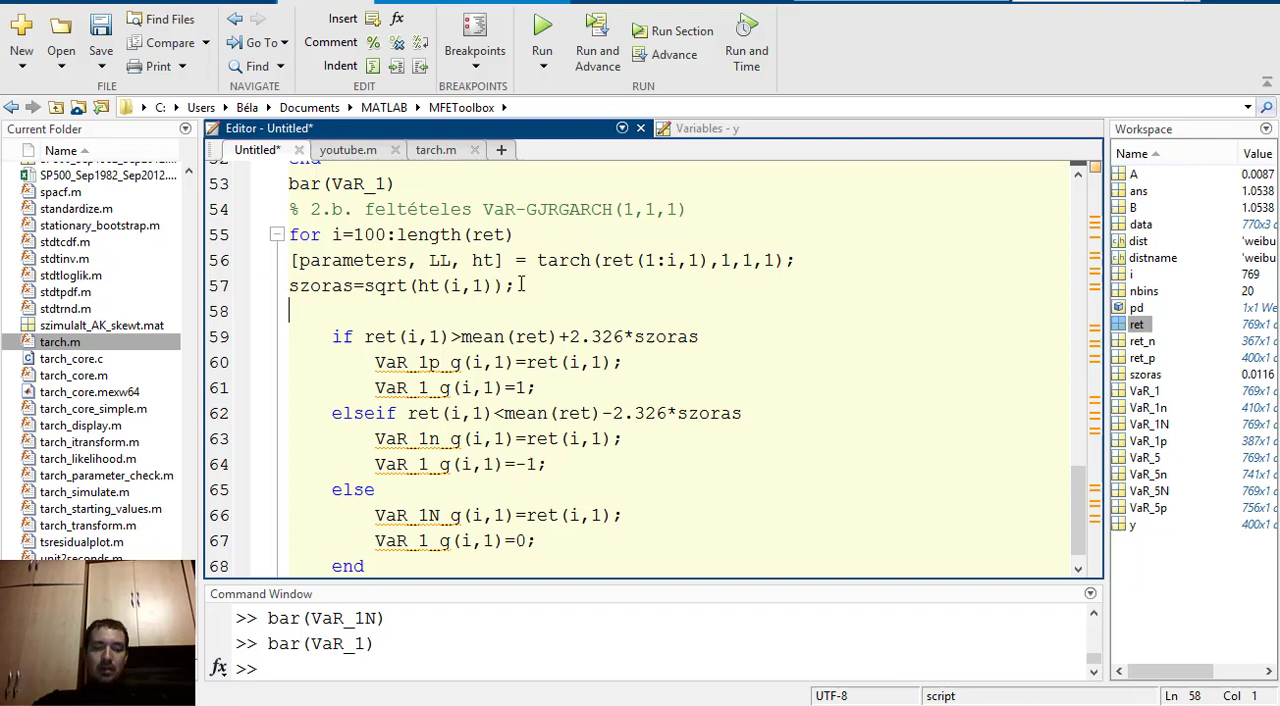 New
Open
Save
Find Files
Compare
Print
FILE
Go To
Find
NAVIGATE
Insert fx
Comment %
Indent
EDIT
Breakpoints
BREAKPOINTS
Run
Run and
Advance
Run Section
Advance
Run and
Time
RUN
C: Users Béla Documents MATLAB MFEToolbox
Current Folder
Name
SP500_Sep1982_Sep2012....
spacf.m
standardize.m
stationary_bootstrap.m
stdtcdf.m
stdtinv.m
stdtloglik.m
stdtpdf.m
stdtrnd.m
szimulalt_AK_skewt.mat
tarch.m
tarch_core.c
tarch_core.m
tarch_core.mexw64
tarch_core_simple.m
tarch_display.m
tarch_itransform.m
tarch_likelihood.m
tarch_parameter_check.m
tarch_simulate.m
tarch_starting_values.m
tarch_transform.m
tsresidualplot.m
unit2seconds.m
Editor - Untitled*
Variables - y
Untitled* youtube.m tarch.m
52 end
53 bar(VaR_1)
54 % 2.b. feltételes VaR-GJRGARCH(1,1,1)
55 for i=100:length(ret)
56 [parameters, LL, ht] = tarch(ret(1:i,1),1,1,1);
57 szoras=sqrt(ht(i,1));
58
59 if ret(i,1)>mean(ret)+2.326*szoras
60 VaR_1p_g(i,1)=ret(i,1);
61 VaR_1_g(i,1)=1;
62 elseif ret(i,1)<mean(ret)-2.326*szoras
63 VaR_1n_g(i,1)=ret(i,1);
64 VaR_1_g(i,1)=-1;
65 else
66 VaR_1N_g(i,1)=ret(i,1);
67 VaR_1_g(i,1)=0;
68 end
Command Window
>> bar(VaR_1N)
>> bar(VaR_1)
fx >>
Workspace
Name Value
A 0.0087
ans 1.0538
B 1.0538
data 770x3
dist 'weibu
distname 'weibu
i 769
nbins 20
pd 1x1 We
ret 769x1
ret_n 367x1
ret_p 400x1
szoras 0.0116
VaR_1 769x1
VaR_1n 410x1
VaR_1N 769x1
VaR_1p 387x1
VaR_5 769x1
VaR_5n 741x1
VaR_5N 769x1
VaR_5p 756x1
y 400x1
UTF-8 script Ln 58 Col 1